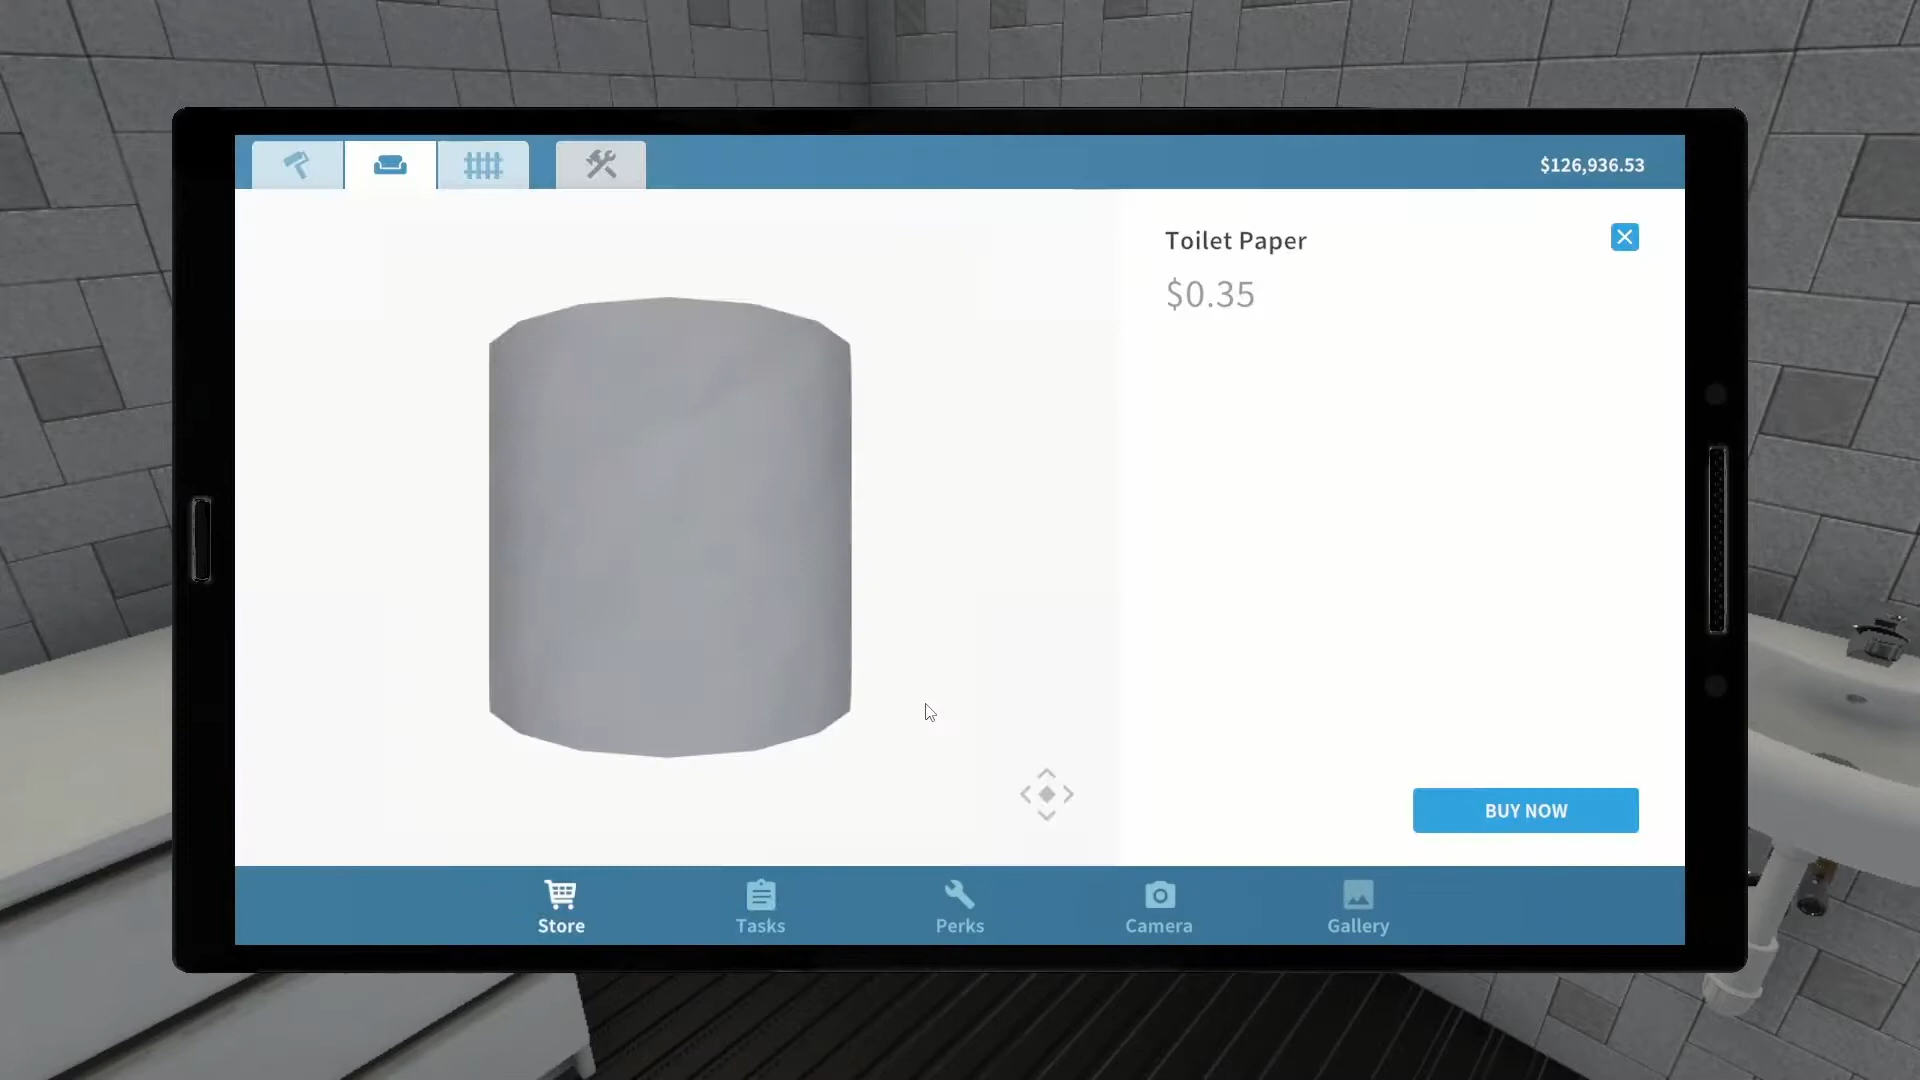 $126,936.53
Toilet Paper
$0.35
BUY NOW
Store
Tasks
Perks
Camera
Gallery